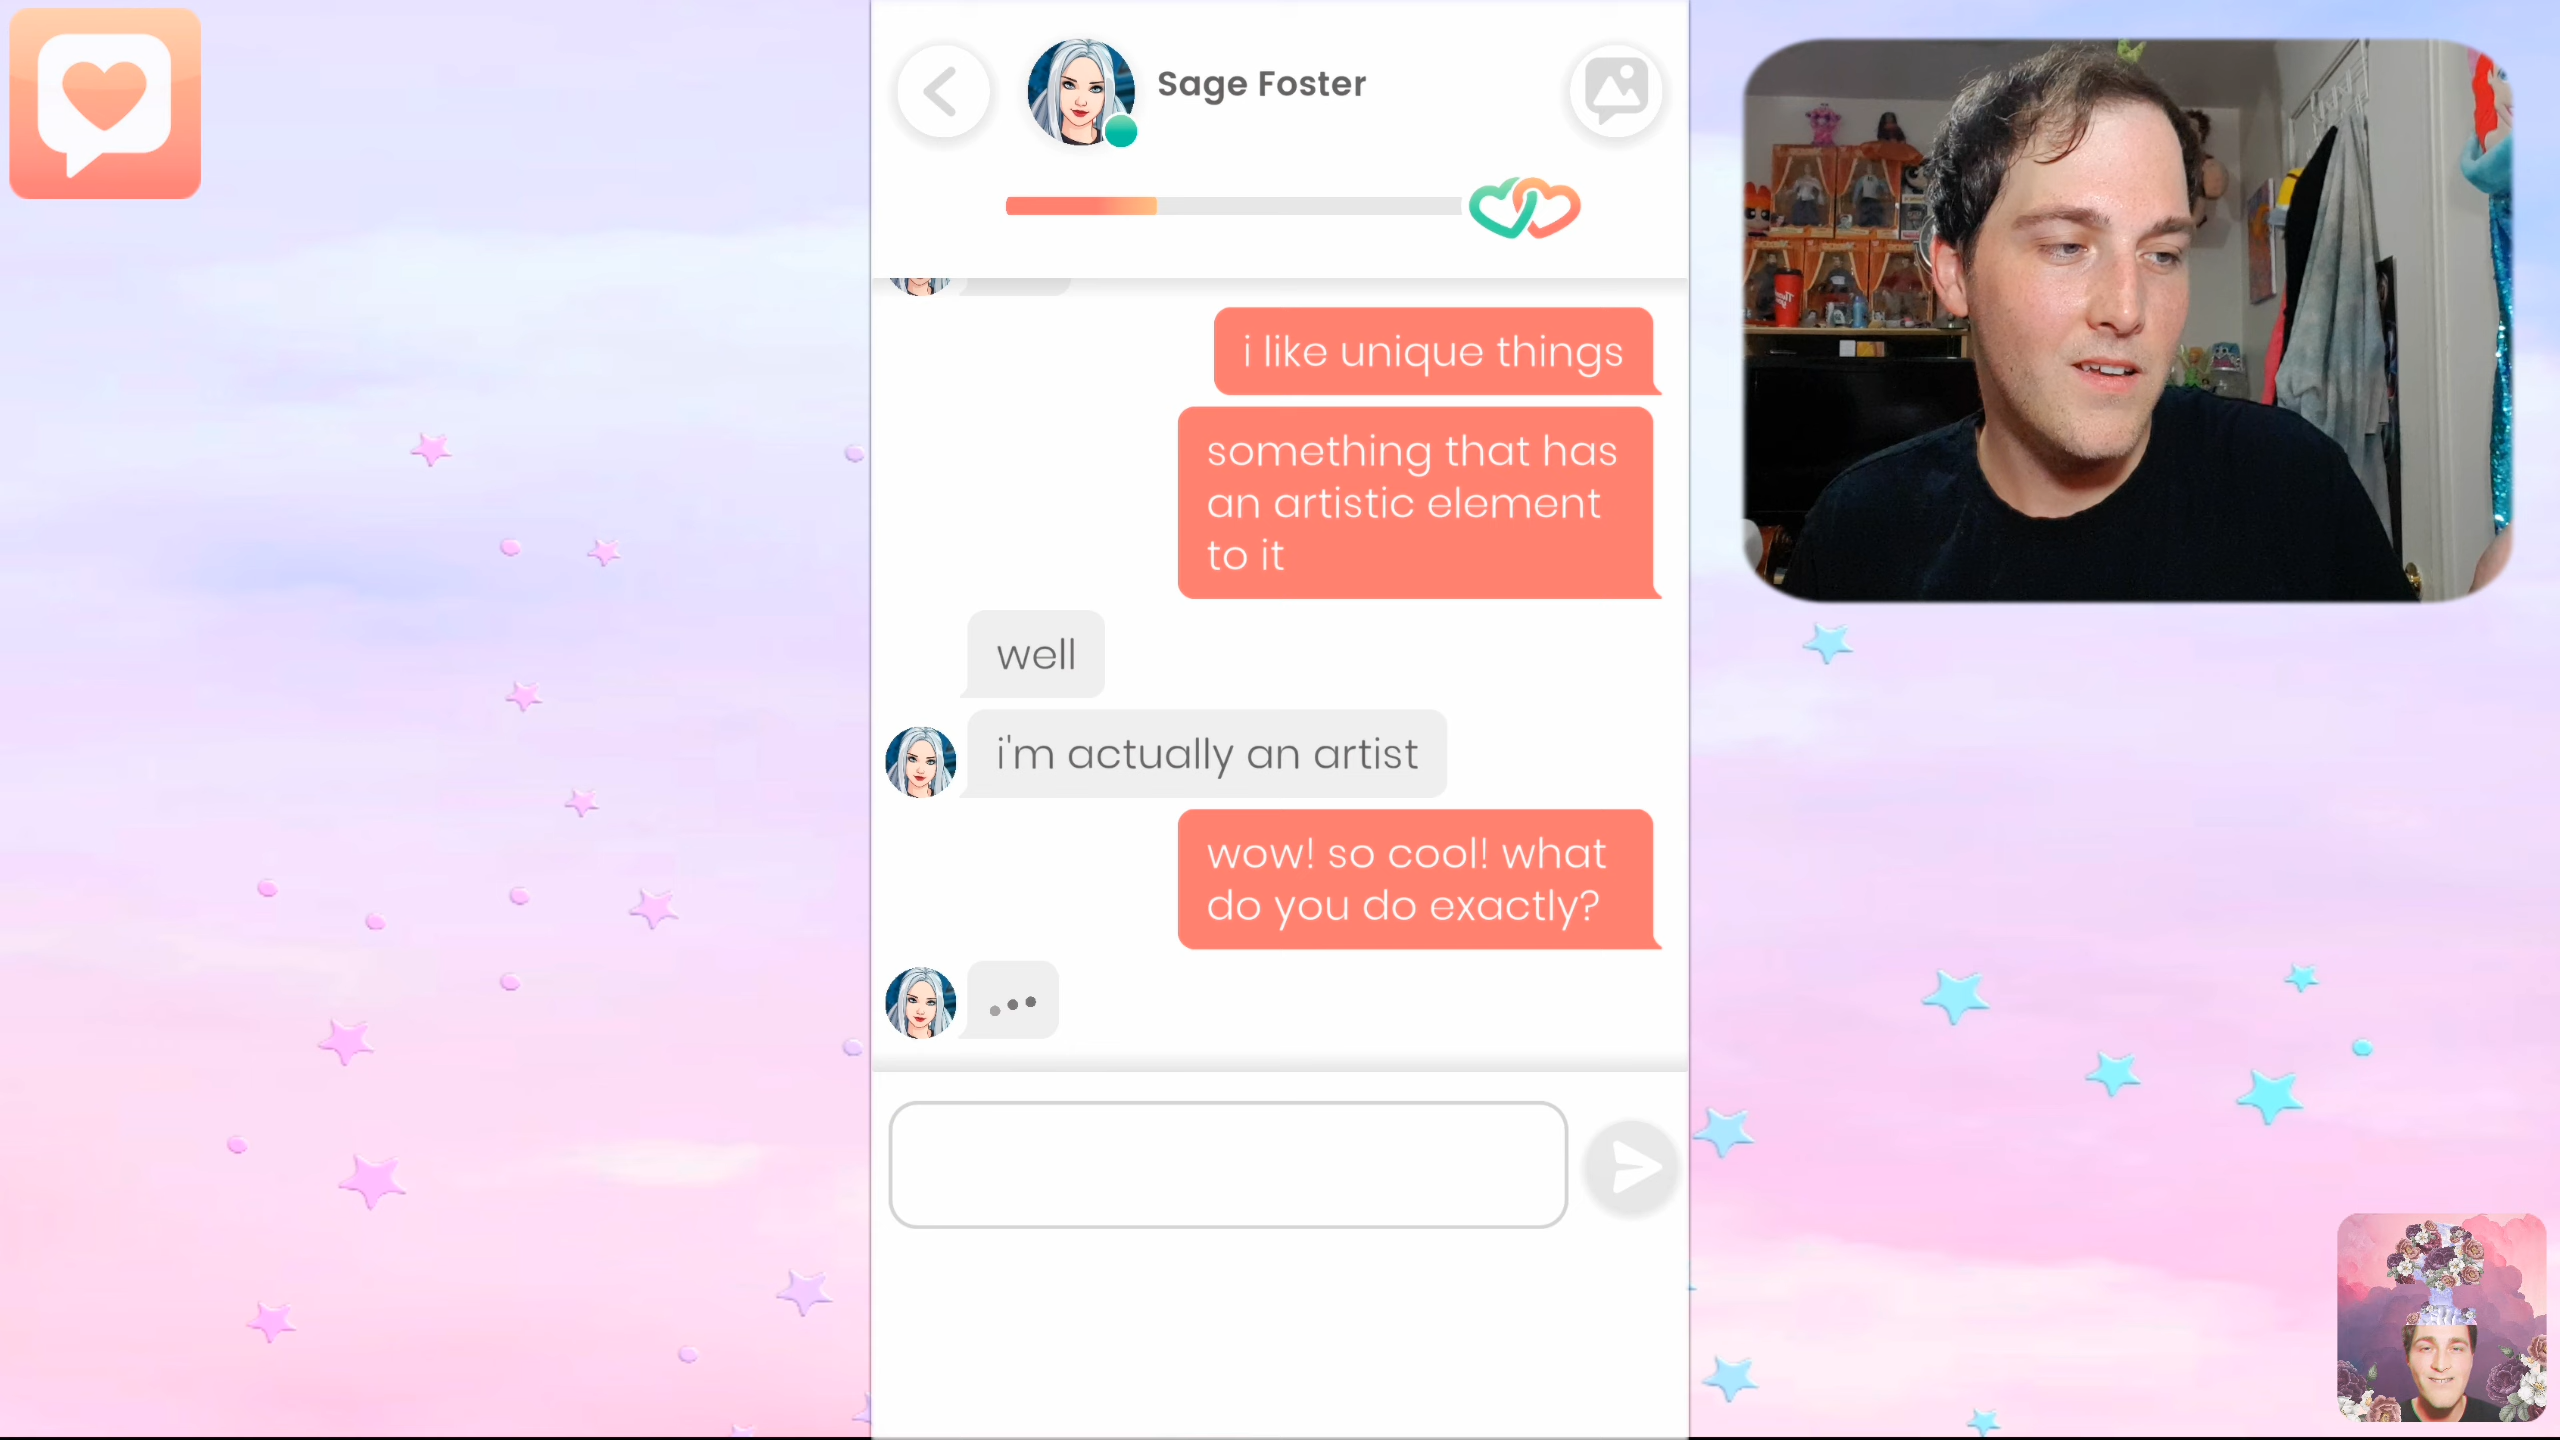 Sage Foster
i like unique things
something that has
an artistic element
to it
well
i'm actually an artist
wow! so cool! what
do you do exactly?